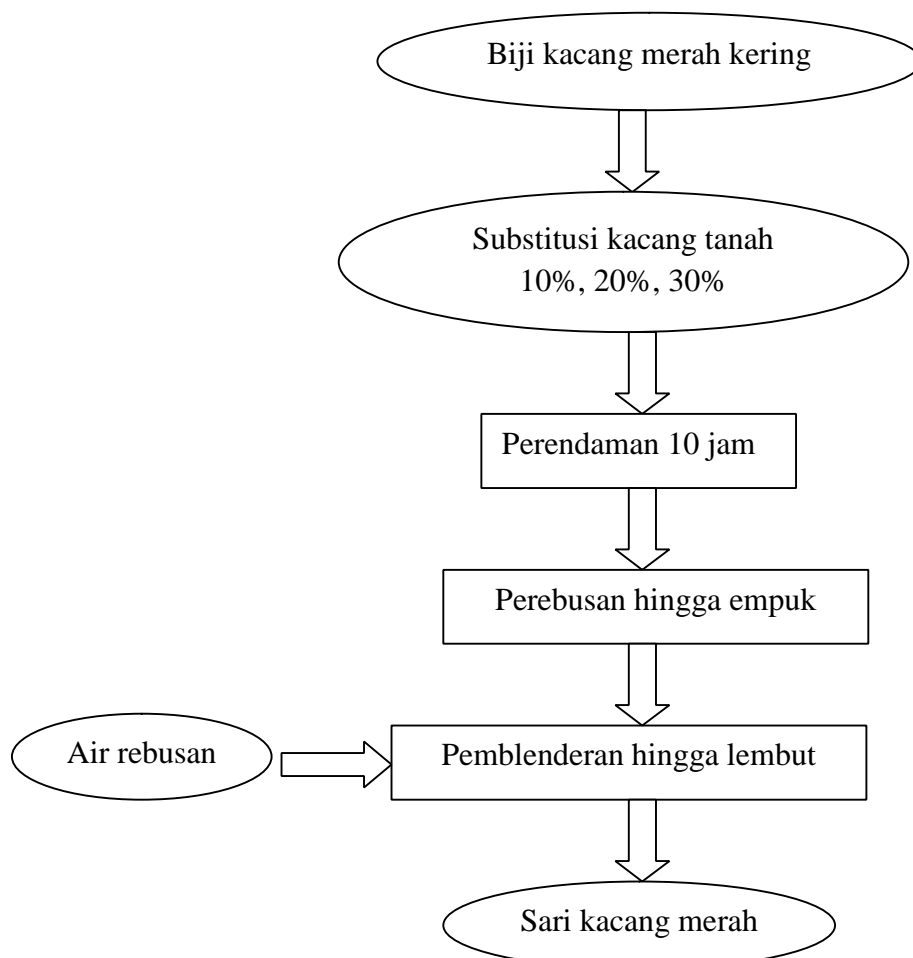 Biji kacang merah kering
Substitusi kacang tanah
10%, 20%, 30%
Perendaman 10 jam
Perebusan hingga empuk
Air rebusan
Pemblenderan hingga lembut
Sari kacang merah